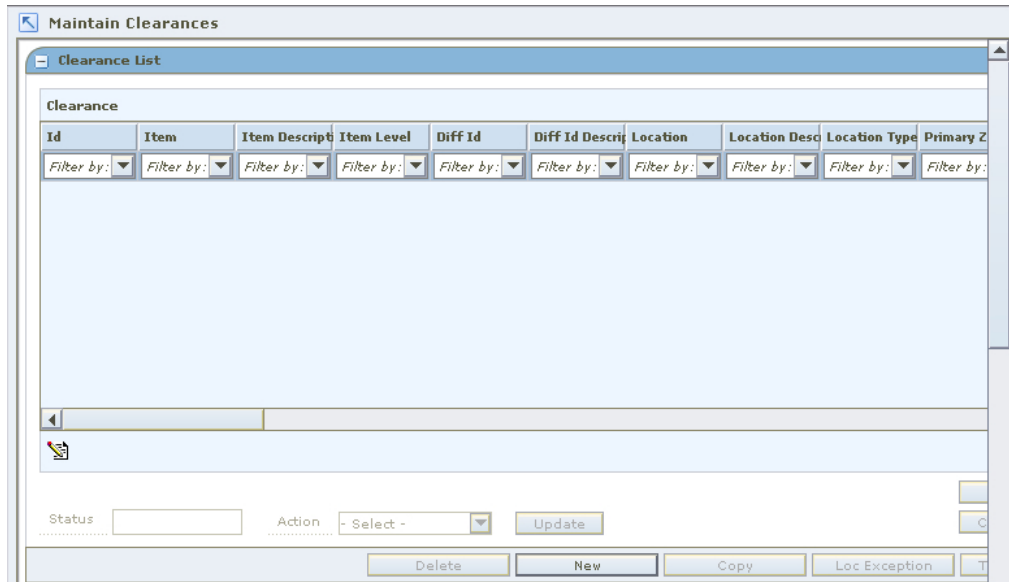 Maintain Clearances
Clearance List
Clearance
Id Item Item Descripti Item Level Diff Id Diff Id Descrip Location Location Desc Location Type Primary Z
Filter by: Filter by: Filter by: Filter by: Filter by: Filter by: Filter by: Filter by: Filter by: Filter by:
Status Action - Select - Update C
Delete New Copy Loc Exception T